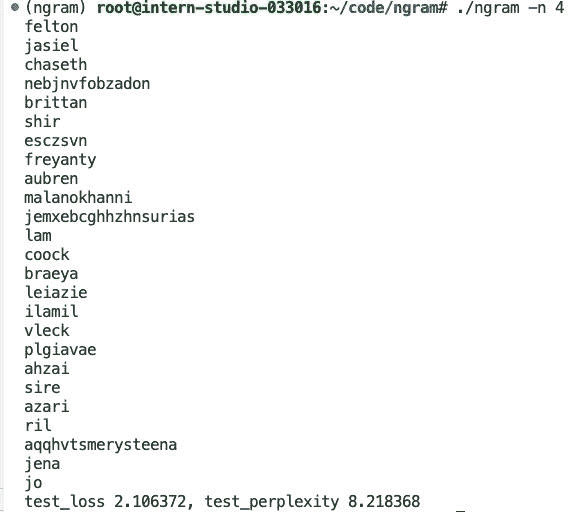 (ngram) root@intern-studio-033016:~/code/ngram# ./ngram -n 4
felton
jasiel
chaseth
nebjnvfobzadon
brittan
shir
esczsvn
freyanty
aubren
malanokhanni
jemxebcghhzhnsurias
lam
coock
braeya
leiazie
ilamil
vleck
plgiavae
ahzai
sire
azari
ril
aqqhvtsmerysteena
jena
jo
test_loss 2.106372, test_perplexity 8.218368